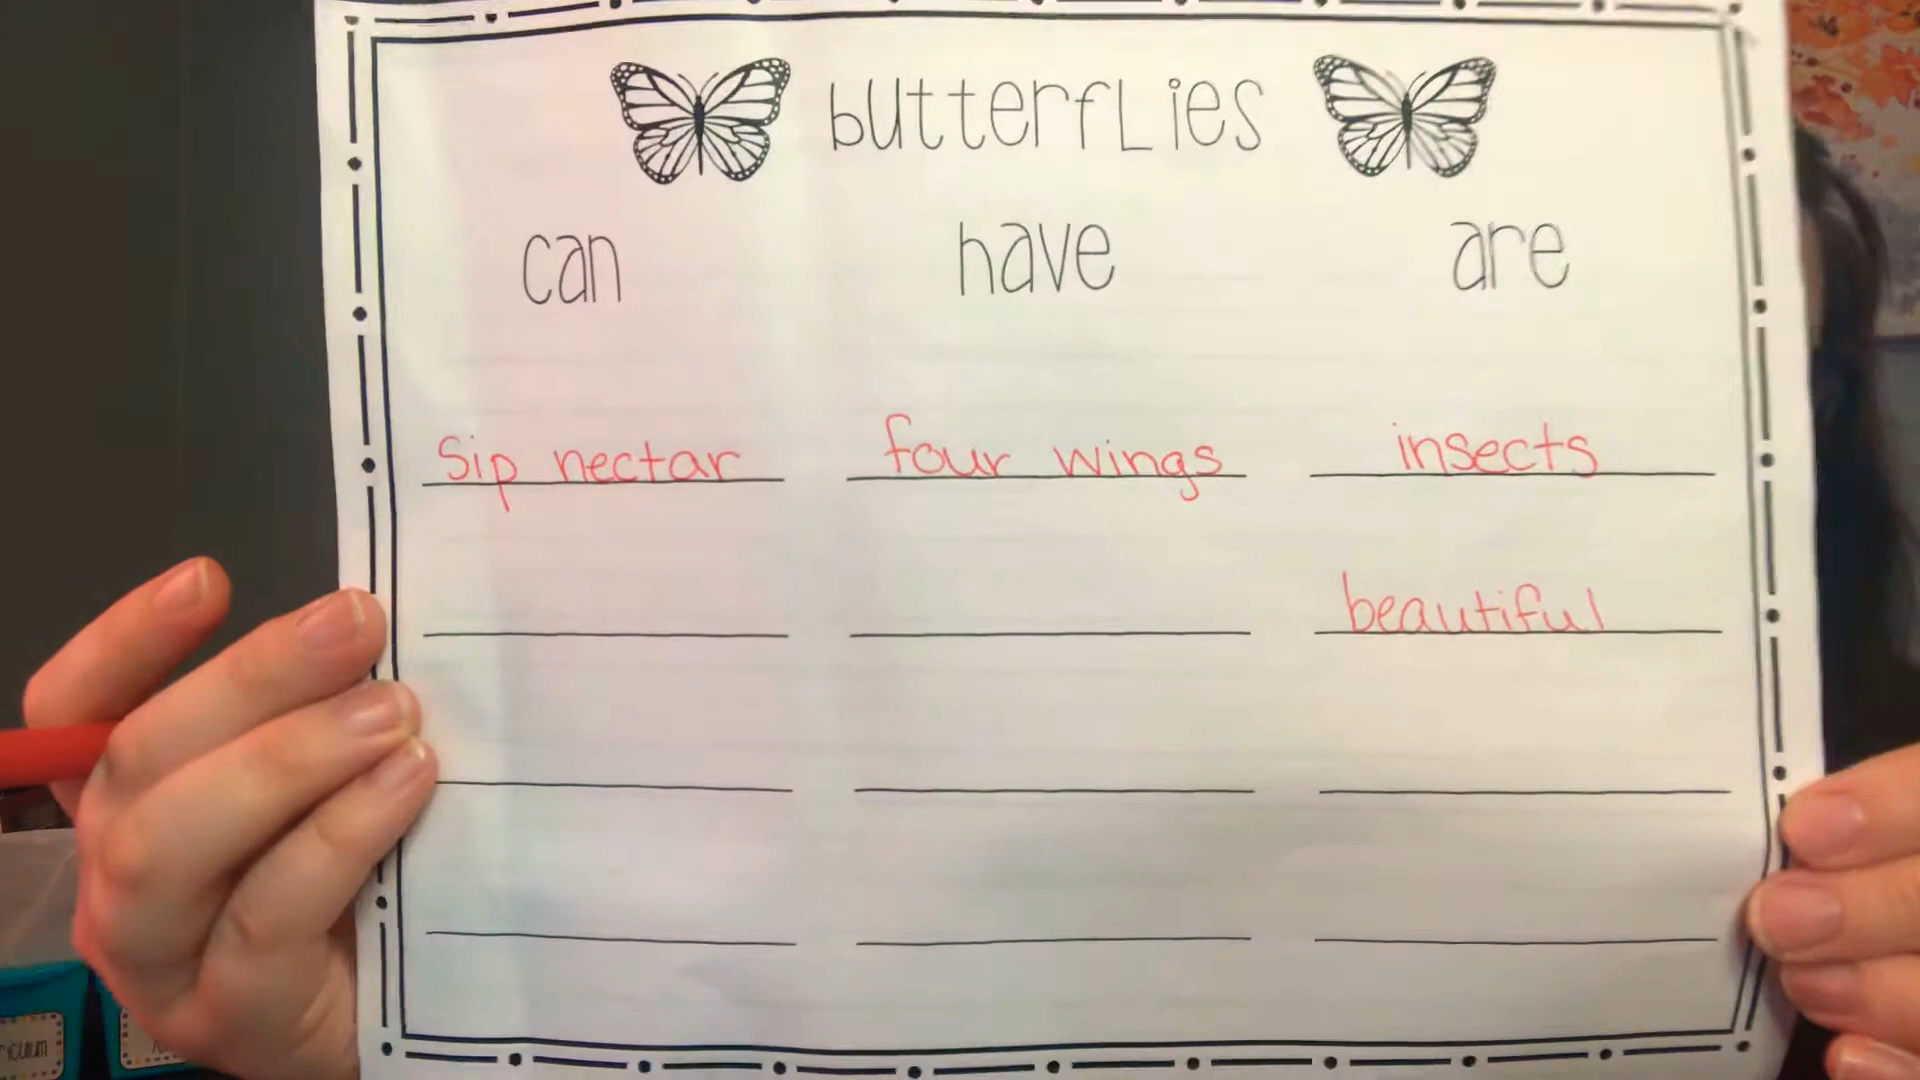 butterflies
can have are
Sip nectar four wings insects
beautiful